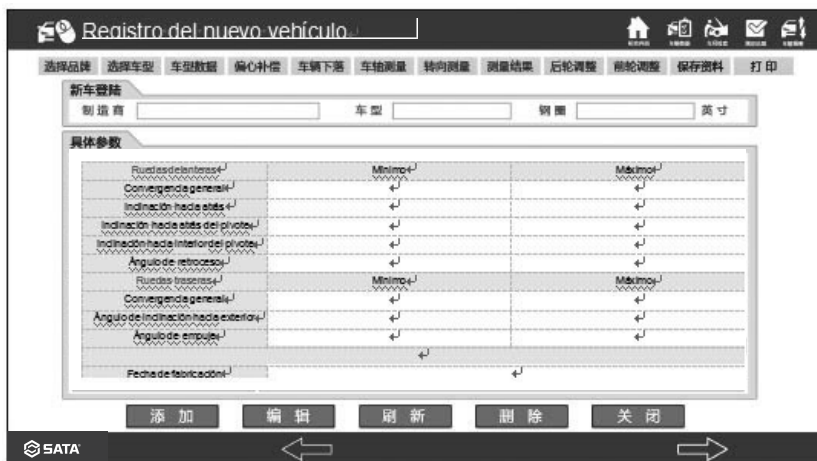 Registro del nuevo vehículo
选择品牌 选择车型 车型数据 偏心补偿 车辆下落 车轴测量 转向测量 测量结果 后轮调整 前轮调整 保存资料 打印
新车登陆
制造商 车型 钢圈 英寸
具体参数
Ruedas delanteras↵ Mínimo↵ Máximo↵
Convergencia general↵ ↵ ↵
Inclinación hacia atrás↵ ↵ ↵
Inclinación hacia atrás del pivote↵ ↵ ↵
Inclinación hacia interior del pivote↵ ↵ ↵
Ángulo de retroceso↵ ↵ ↵
Ruedas traseras↵ Mínimo↵ Máximo↵
Convergencia general↵ ↵ ↵
Ángulo de inclinación hacia exterior↵ ↵ ↵
Ángulo de empuje↵ ↵ ↵
↵
Fecha de fabricación↵ ↵
添加 编辑 刷新 删除 关闭
SATA